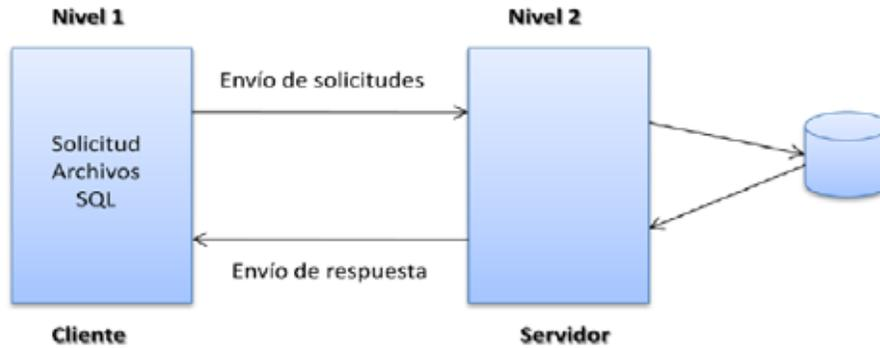 Nivel 1
Nivel 2
Envío de solicitudes
Solicitud
Archivos
SQL
Envío de respuesta
Cliente
Servidor